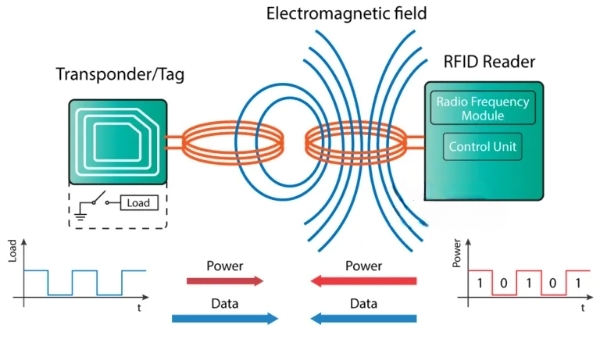 Electromagnetic field
Transponder/Tag
RFID Reader
Radio Frequency
Module
Control Unit
Load
Load
t
Power
Data
Power
Data
Power
1 0 1 0 1
t